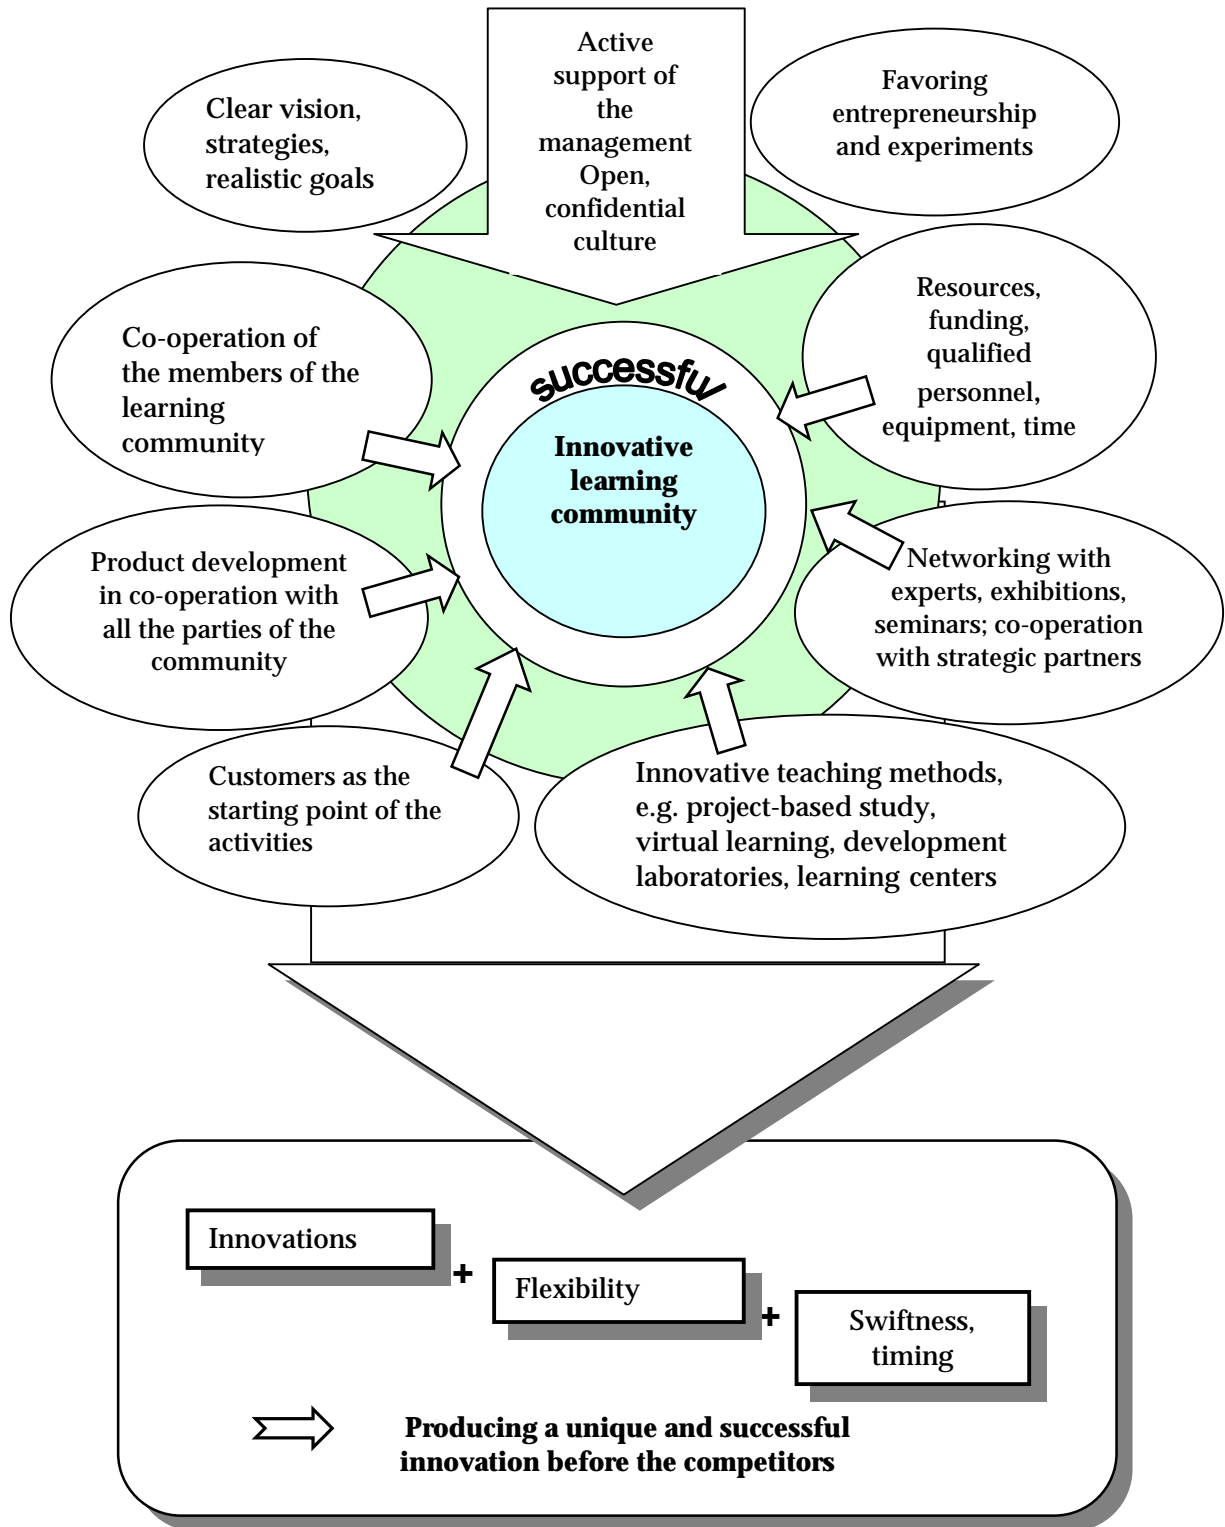 Active
support of
the
management
Open,
confidential
culture
Clear vision,
strategies,
realistic goals
Favoring
entrepreneurship
and experiments
Co-operation of
the members of the
learning
community
Resources,
funding,
qualified
personnel,
equipment, time
successful
Innovative
learning
community
Product development
in co-operation with
all the parties of the
community
Networking with
experts, exhibitions,
seminars; co-operation
with strategic partners
Customers as the
starting point of the
activities
Innovative teaching methods,
e.g. project-based study,
virtual learning, development
laboratories, learning centers
Innovations
+
Flexibility
+
Swiftness,
timing
Producing a unique and successful
innovation before the competitors